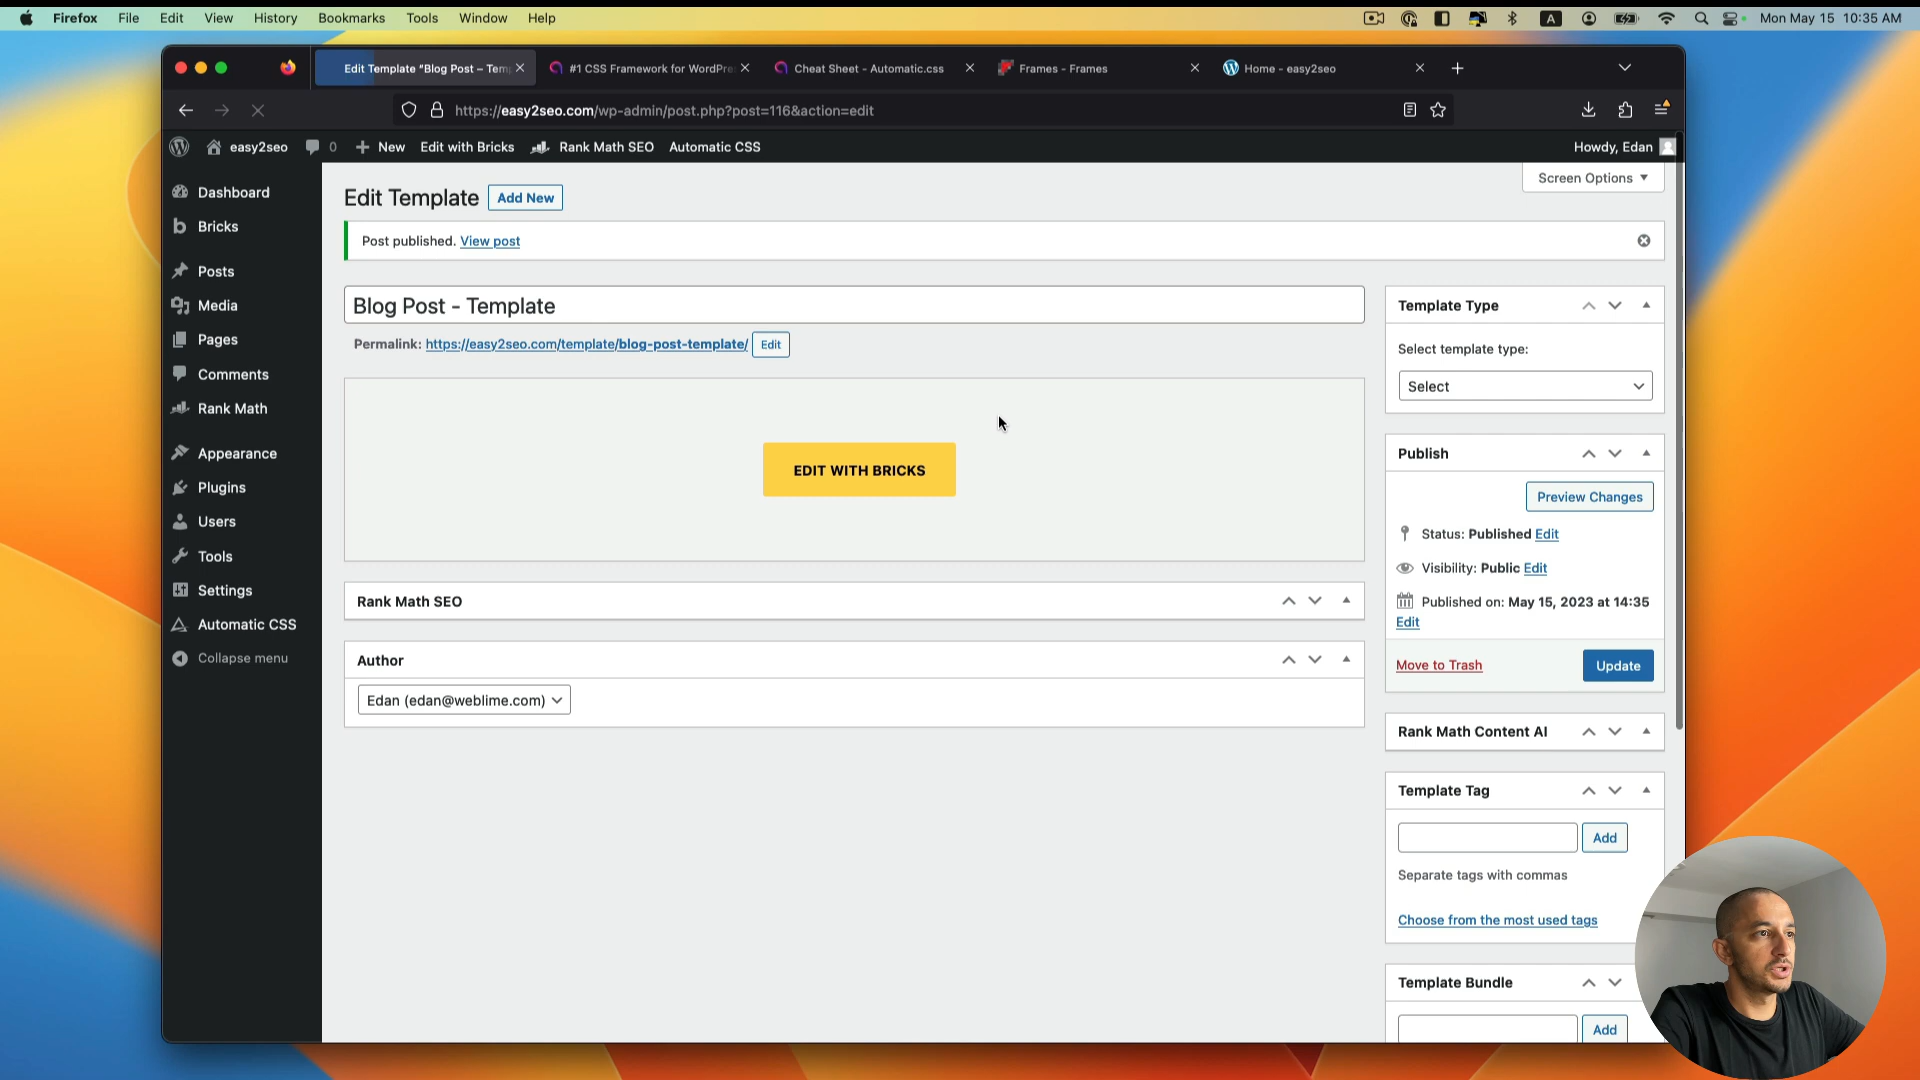 Firefox File Edit View History Bookmarks Tools Window Help
A
Mon May 15 10:35 AM
Edit Template “Blog Post – Tem
#1 CSS Framework for WordPre
Cheat Sheet - Automatic.css
Frames - Frames
Home - easy2seo
https://easy2seo.com/wp-admin/post.php?post=116&action=edit
easy2seo
0
New
Edit with Bricks
Rank Math SEO
Automatic CSS
Howdy, Edan
Screen Options
Dashboard
Bricks
Posts
Media
Pages
Comments
Rank Math
Appearance
Plugins
Users
Tools
Settings
Automatic CSS
Collapse menu
Edit Template
Add New
Post published. View post
Blog Post - Template
Permalink: https://easy2seo.com/template/blog-post-template/ Edit
EDIT WITH BRICKS
Rank Math SEO
Author
Edan (edan@weblime.com)
Template Type
Select template type:
Select
Publish
Preview Changes
Status: Published Edit
Visibility: Public Edit
Published on: May 15, 2023 at 14:35
Edit
Move to Trash
Update
Rank Math Content AI
Template Tag
Add
Separate tags with commas
Choose from the most used tags
Template Bundle
Add